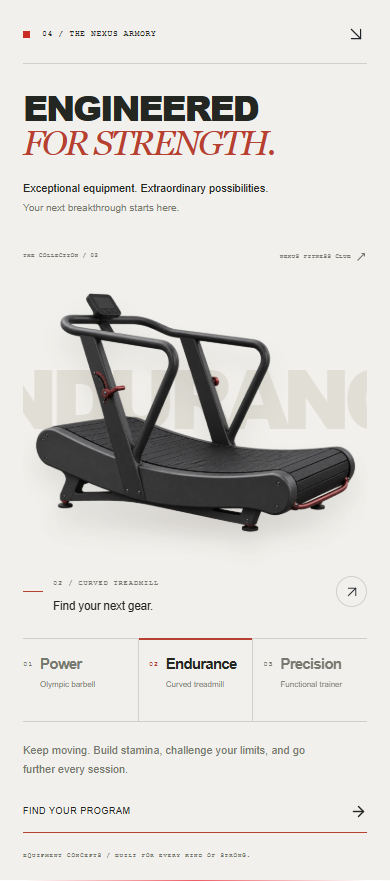 04 / THE NEXUS ARMORY
ENGINEERED
FOR STRENGTH.
Exceptional equipment. Extraordinary possibilities.
Your next breakthrough starts here.
THE COLLECTION / 02
NEXUS FITNESS CLUB
NDURANC
02 / CURVED TREADMILL
Find your next gear.
01 Power
Olympic barbell
02 Endurance
Curved treadmill
03 Precision
Functional trainer
Keep moving. Build stamina, challenge your limits, and go
further every session.
FIND YOUR PROGRAM
EQUIPMENT CONCEPTS / BUILT FOR EVERY KIND OF STRONG.